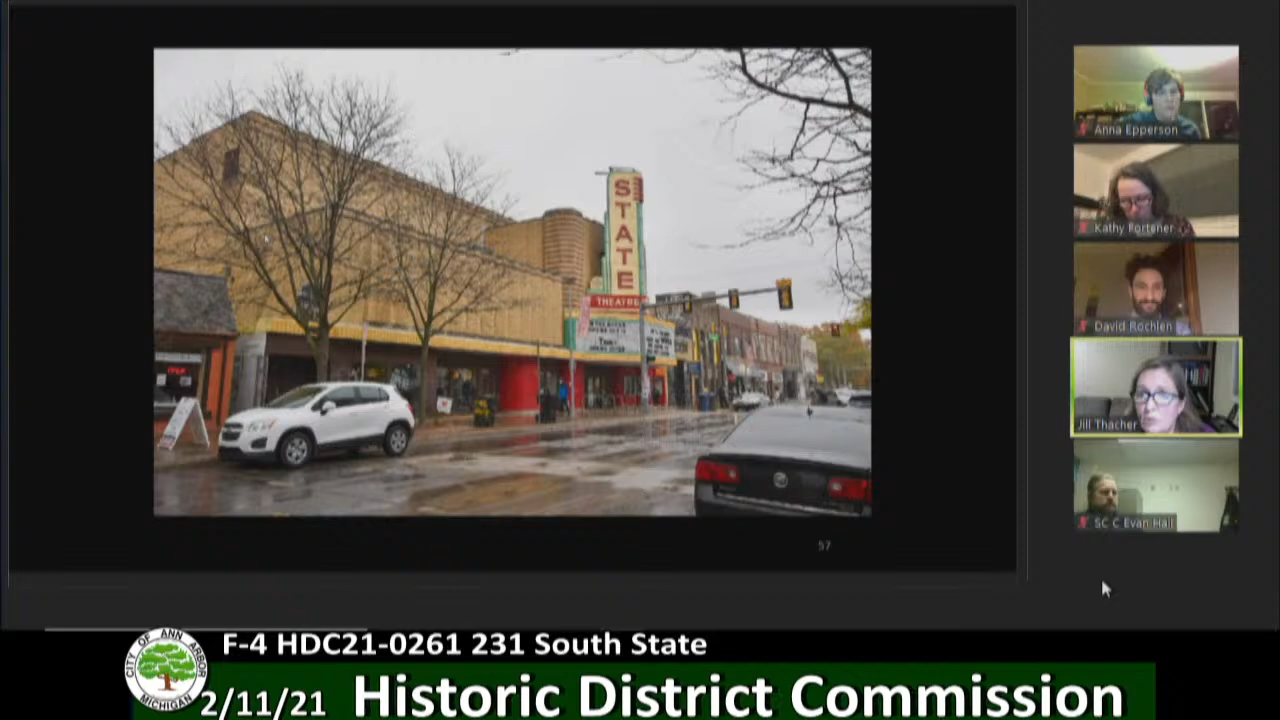 STATE
THEATRE
57
Anna Epperson
Kathy Fortener
David Rochlen
Jill Thacher
SC C Evan Hall
F-4 HDC21-0261 231 South State
CITY OF ANN ARBOR
MICHIGAN
2/11/21 Historic District Commission